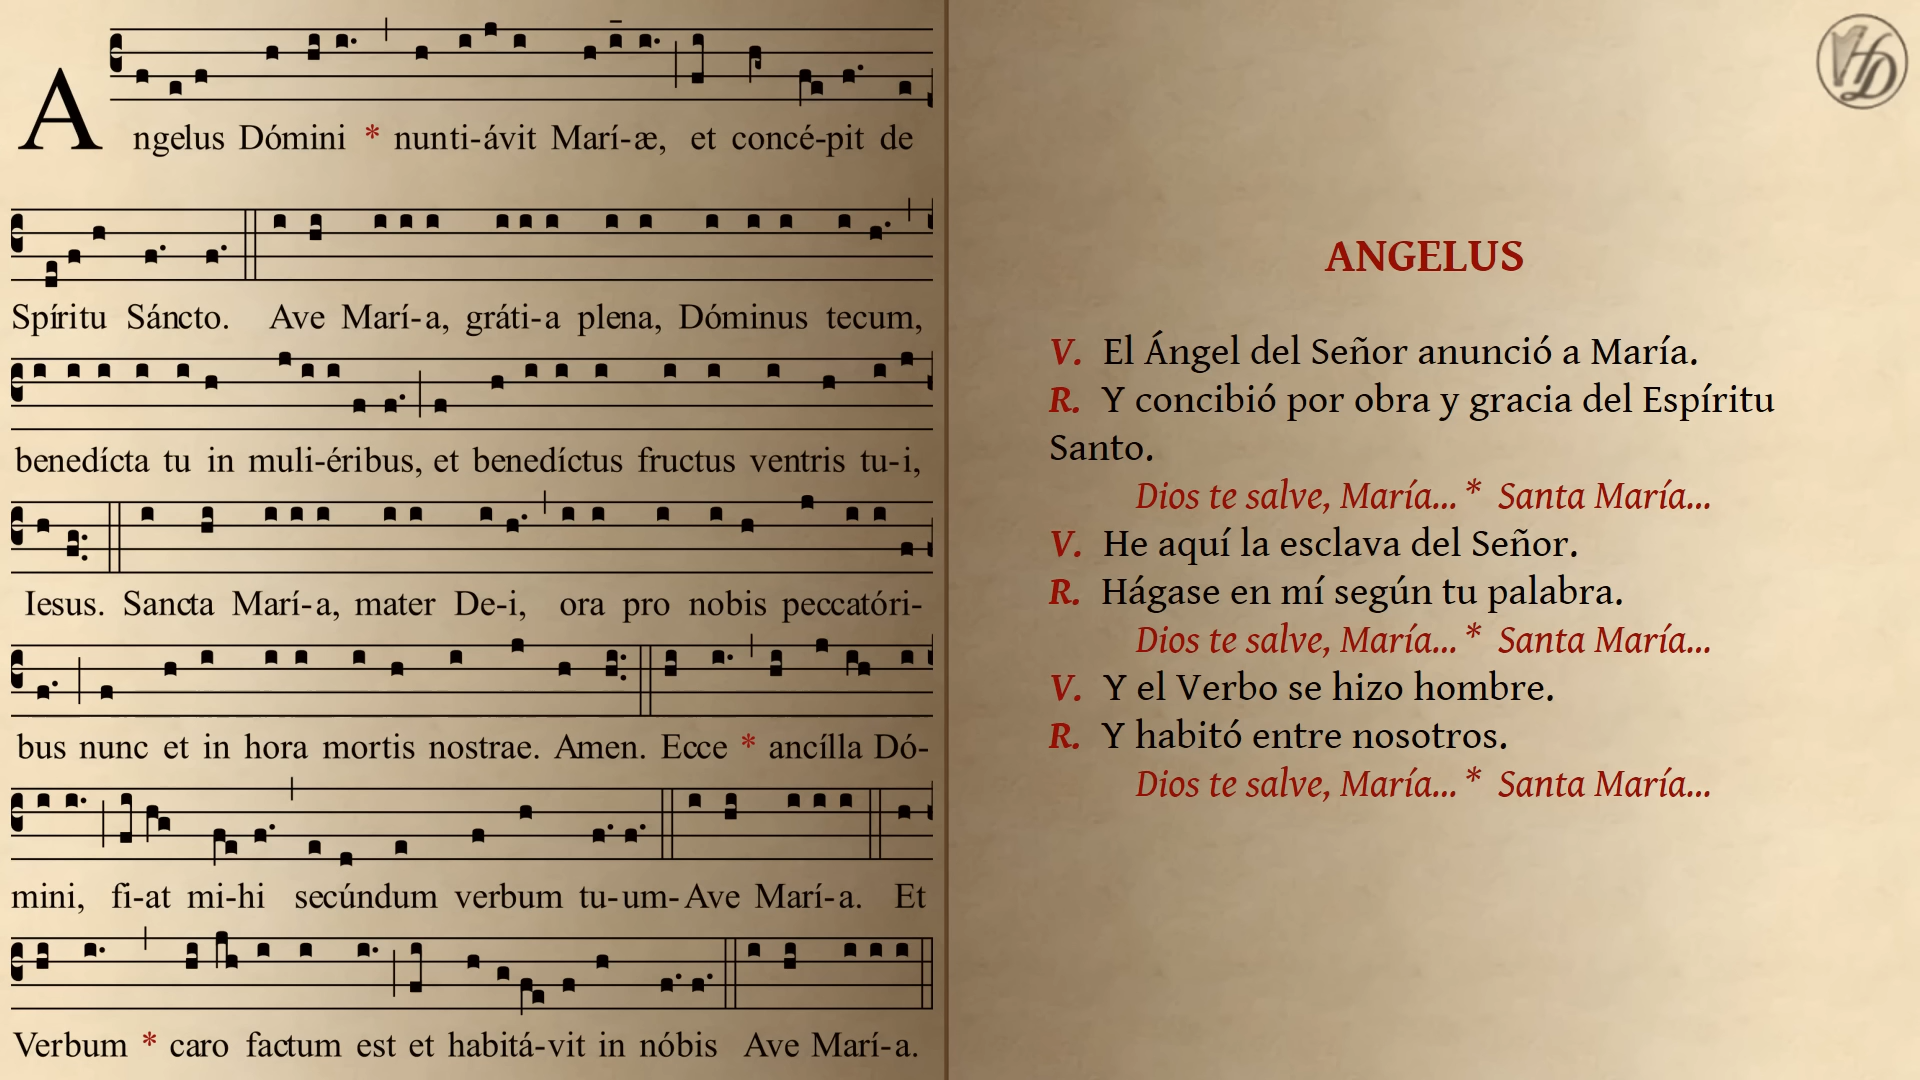 Angelus Dómini * nunti-ávit Marí-æ, et concé-pit de
Spíritu Sáncto. Ave Marí-a, gráti-a plena, Dóminus tecum,
benedícta tu in muli-éribus, et benedíctus fructus ventris tu-i,
Iesus. Sancta Marí-a, mater De-i, ora pro nobis peccatóri-
bus nunc et in hora mortis nostrae. Amen. Ecce * ancílla Dó-
mini, fi-at mi-hi secúndum verbum tu-um-Ave Marí-a. Et
Verbum * caro factum est et habitá-vit in nóbis Ave Marí-a.
HD
ANGELUS
V. El Ángel del Señor anunció a María.
R. Y concibió por obra y gracia del Espíritu
Santo.
Dios te salve, María... * Santa María...
V. He aquí la esclava del Señor.
R. Hágase en mí según tu palabra.
Dios te salve, María... * Santa María...
V. Y el Verbo se hizo hombre.
R. Y habitó entre nosotros.
Dios te salve, María... * Santa María...